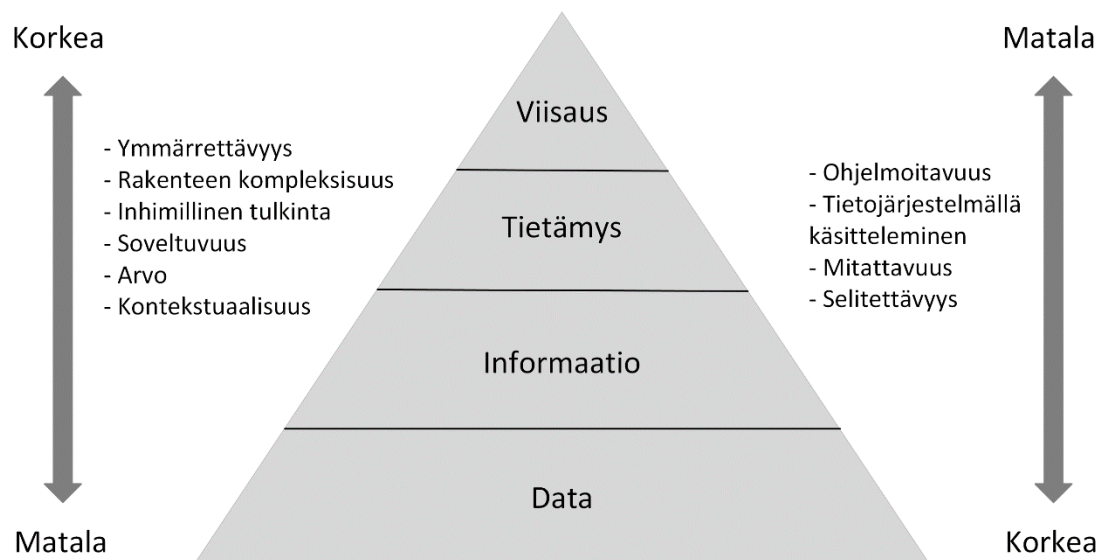 Korkea
- Ymmärrettävyys
- Rakenteen kompleksisuus
- Inhimillinen tulkinta
- Soveltuvuus
- Arvo
- Kontekstuaalisuus
Matala
Viisaus
Tietämys
Informaatio
Data
Matala
- Ohjelmoitavuus
- Tietojärjestelmällä
käsitteleminen
- Mitattavuus
- Selitettävyys
Korkea